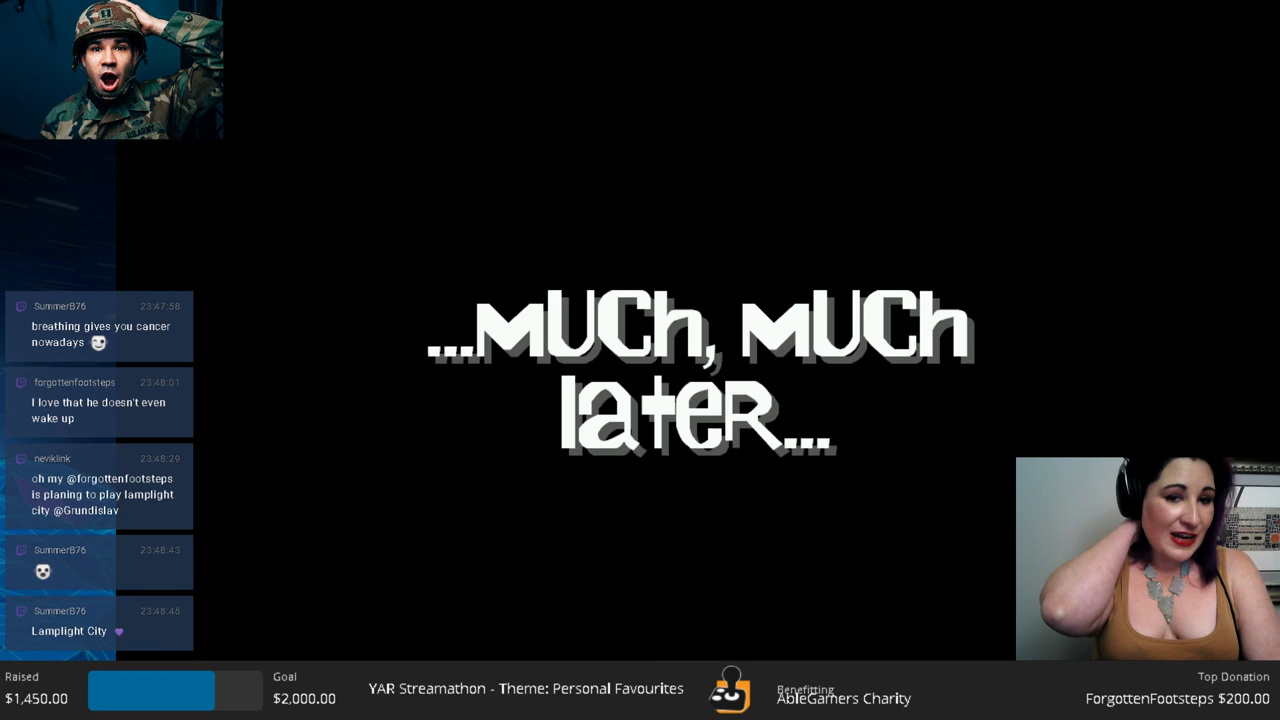 U.S. ARMY
...MUCh, MUCh
lateR...
SummerB76 23:47:58
breathing gives you cancer
nowadays
forgottenfootsteps 23:48:01
I love that he doesn't even
wake up
neviklink 23:48:29
oh my @forgottenfootsteps
is planing to play lamplight
city @Grundislav
SummerB76 23:48:43
SummerB76 23:48:45
Lamplight City
Raised
$1,450.00
Goal
$2,000.00
YAR Streamathon - Theme: Personal Favourites
Benefitting
AbleGamers Charity
Top Donation
ForgottenFootsteps $200.00